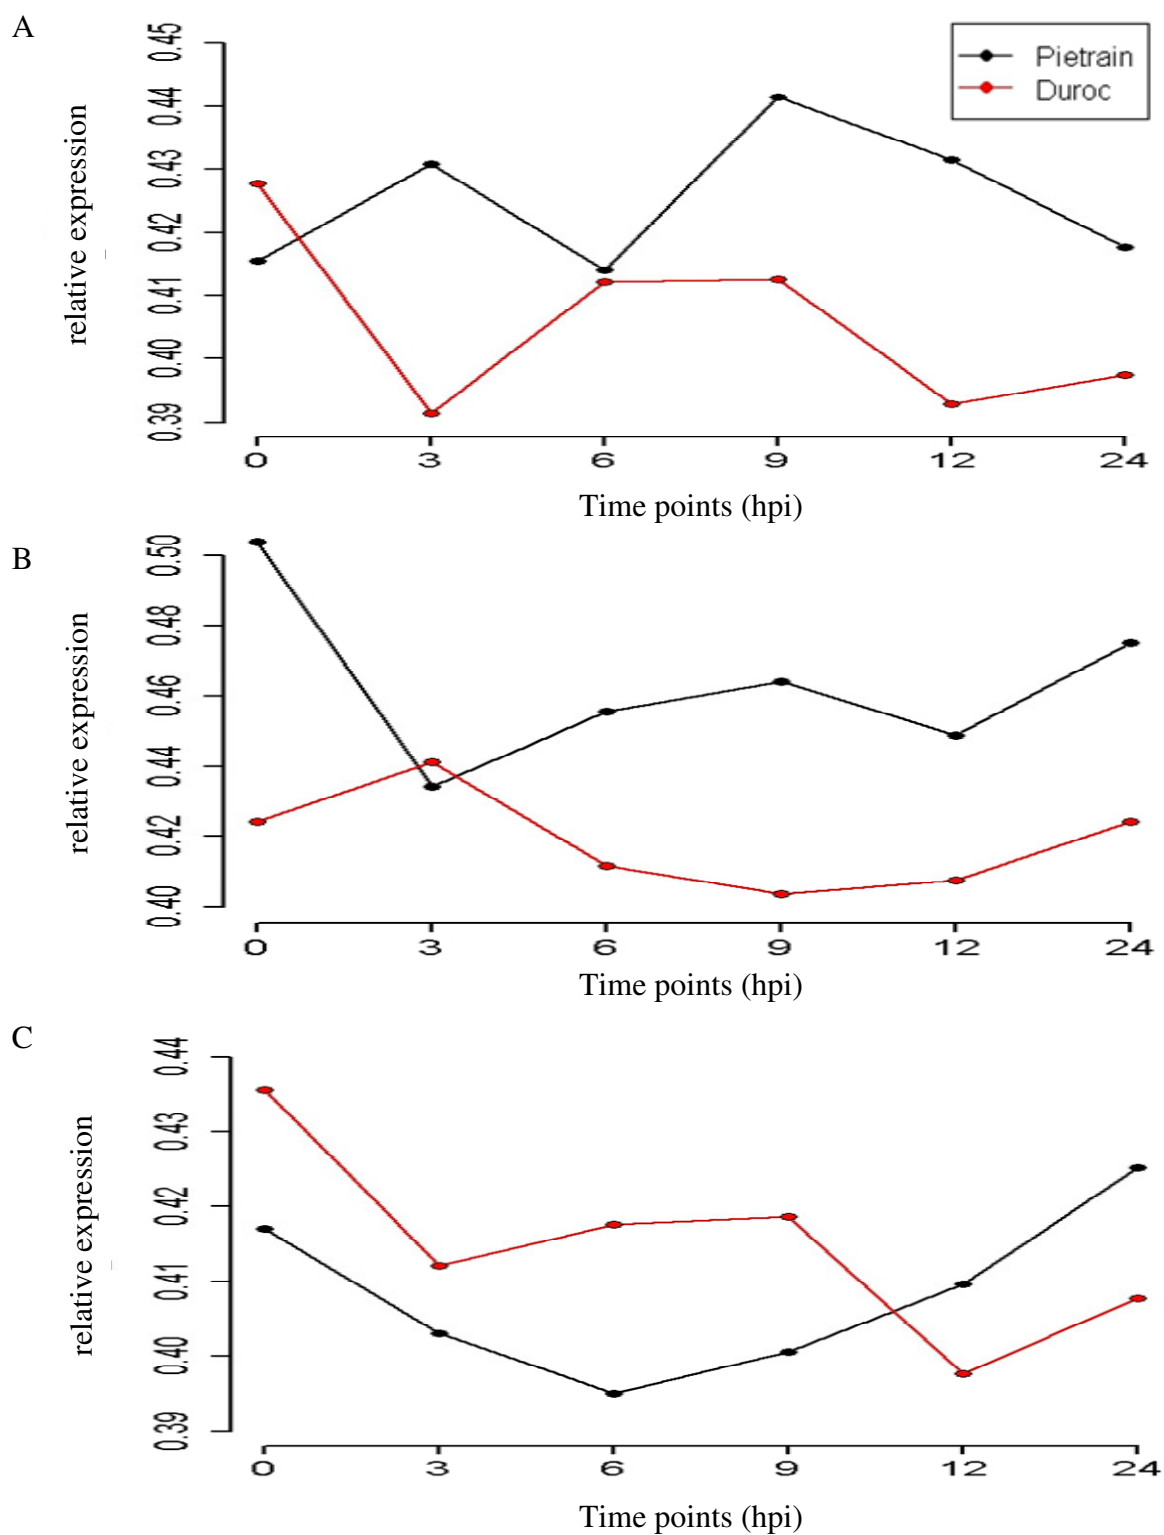 A
0.45
0.44
0.43
0.42
0.41
0.40
0.39
relative expression
Pietrain
Duroc
0 3 6 9 12 24
Time points (hpi)
B
0.50
0.48
0.46
0.44
0.42
0.40
relative expression
0 3 6 9 12 24
Time points (hpi)
C
0.44
0.43
0.42
0.41
0.40
0.39
relative expression
0 3 6 9 12 24
Time points (hpi)